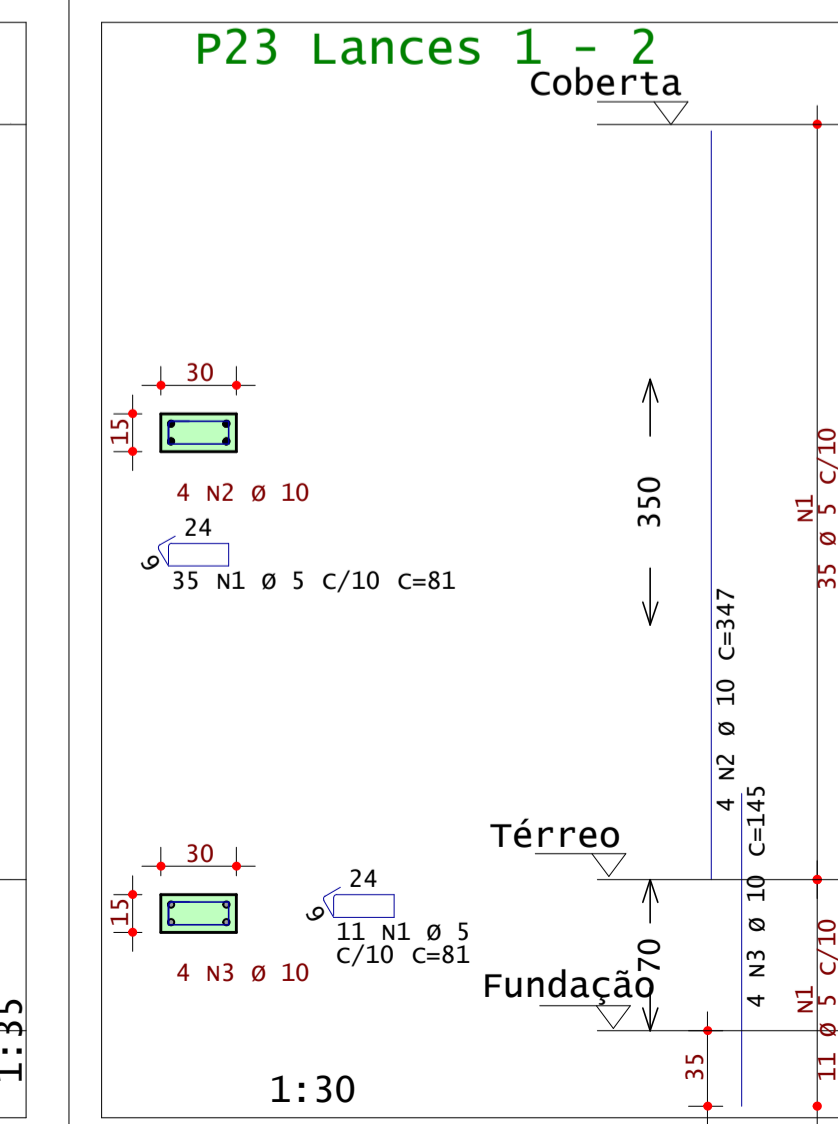 P23 Lances 1 - 2
Coberta
30
15
4 N2 Ø 10
24
9
35 N1 Ø 5 C/10 C=81
350
4 N2 Ø 10 C=347
N1
35 Ø 5 C/10
Térreo
30
15
4 N3 Ø 10
24
9
11 N1 Ø 5
C/10 C=81
70
4 N3 Ø 10 C=145
N1
11 Ø 5 C/10
Fundação
35
1:30
1:35